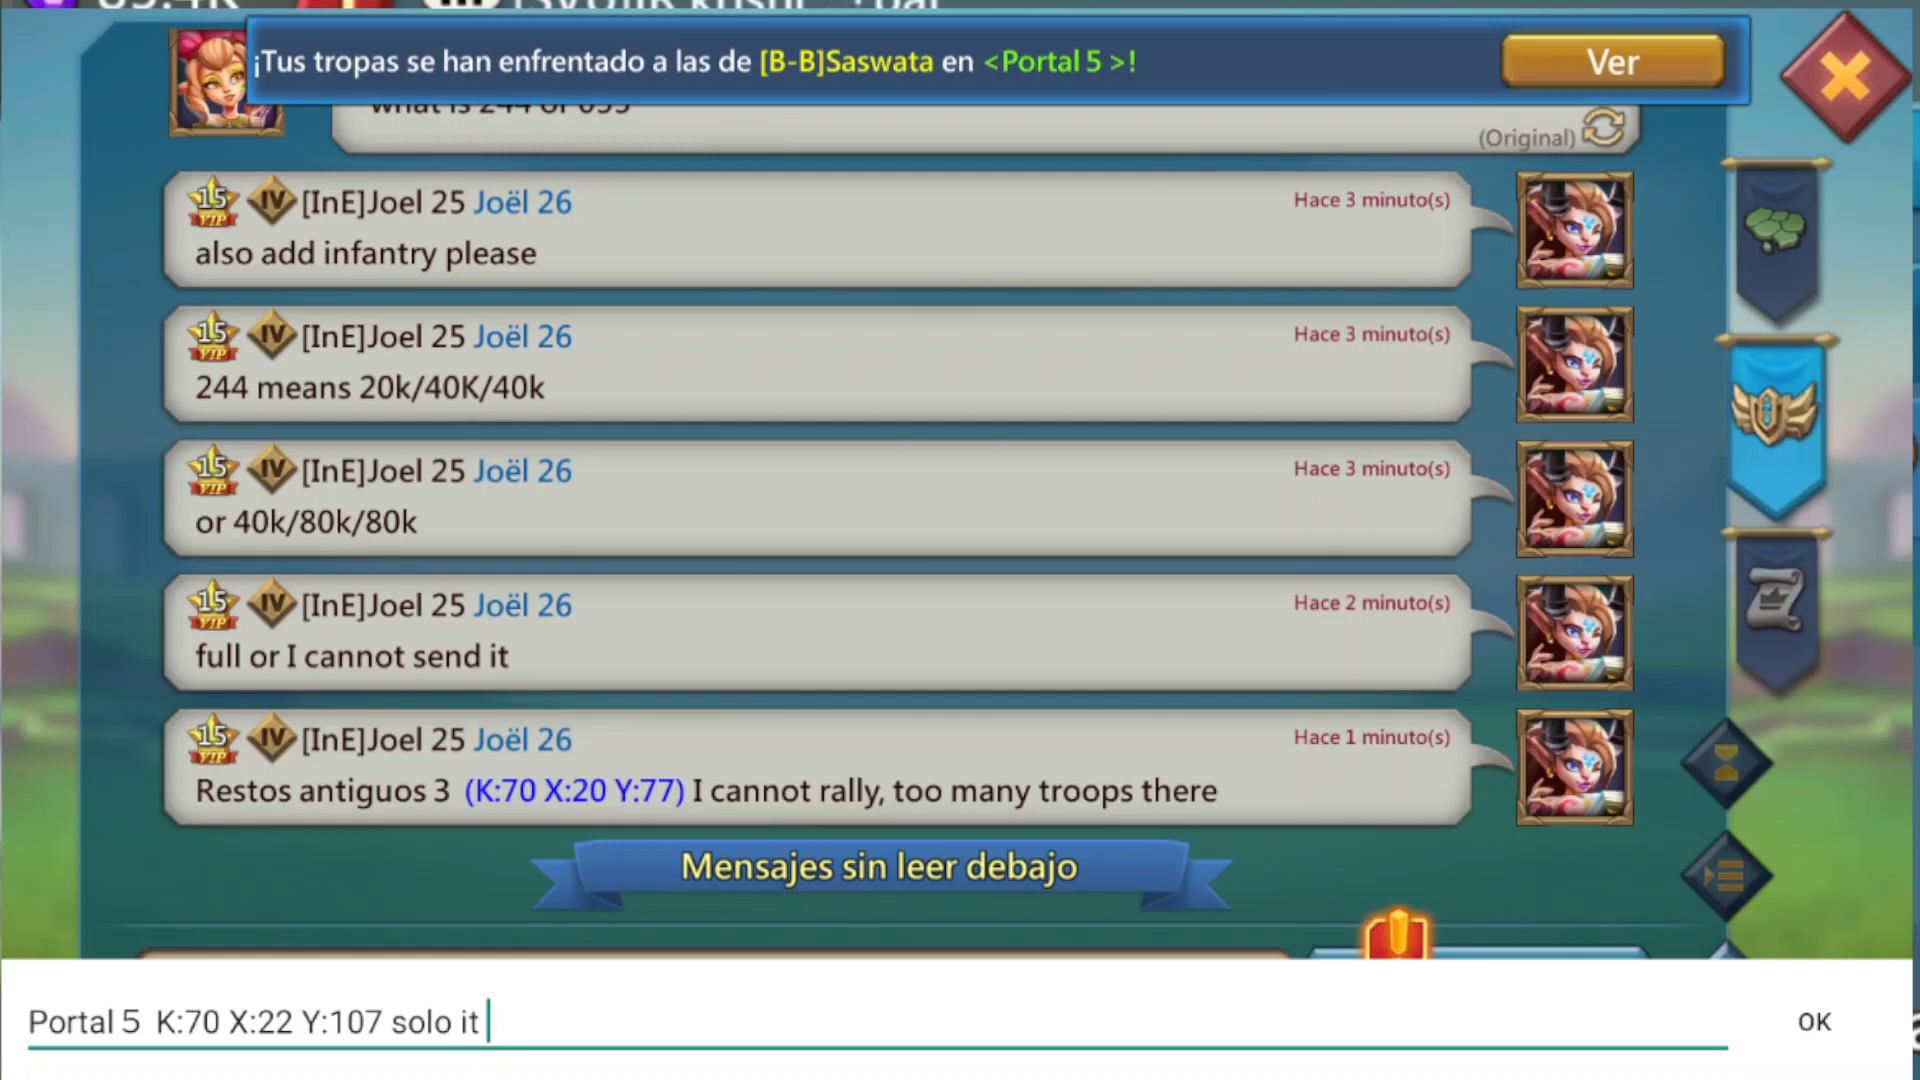 ¡Tus tropas se han enfrentado a las de [B-B]Saswata en <Portal 5 >!
Ver
what is 244 or 055
(Original)
15 VIP IV [InE]Joel 25 Joël 26
Hace 3 minuto(s)
also add infantry please
15 VIP IV [InE]Joel 25 Joël 26
Hace 3 minuto(s)
244 means 20k/40K/40k
15 VIP IV [InE]Joel 25 Joël 26
Hace 3 minuto(s)
or 40k/80k/80k
15 VIP IV [InE]Joel 25 Joël 26
Hace 2 minuto(s)
full or I cannot send it
15 VIP IV [InE]Joel 25 Joël 26
Hace 1 minuto(s)
Restos antiguos 3 (K:70 X:20 Y:77) I cannot rally, too many troops there
Mensajes sin leer debajo
Portal 5 K:70 X:22 Y:107 solo it
OK